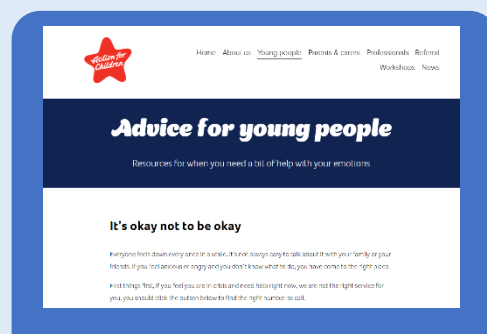 Action for
Children
Home About us Young people Parents & carers Professionals Referral
Workshops News
Advice for young people
Resources for when you need a bit of help with your emotions
It's okay not to be okay
Everyone feels down every once in a while, it's not always easy to talk about it with your family or your
friends. If you feel anxious or angry and you don't know what to do, you have come to the right place.
First things first, if you feel you are in crisis and need help right now, we are not the right service for
you, you should click the button below to find the right number to call.